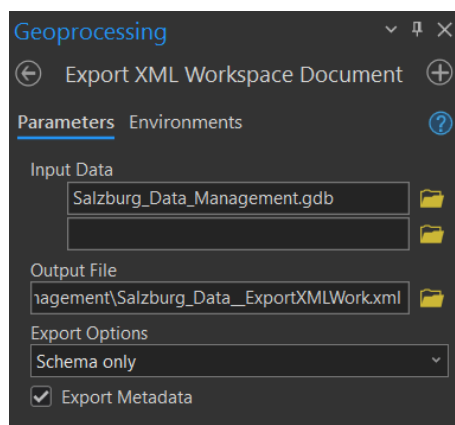 Geoprocessing
Export XML Workspace Document
Parameters Environments
Input Data
Salzburg_Data_Management.gdb
Output File
nagement\Salzburg_Data__ExportXMLWork.xml
Export Options
Schema only
Export Metadata